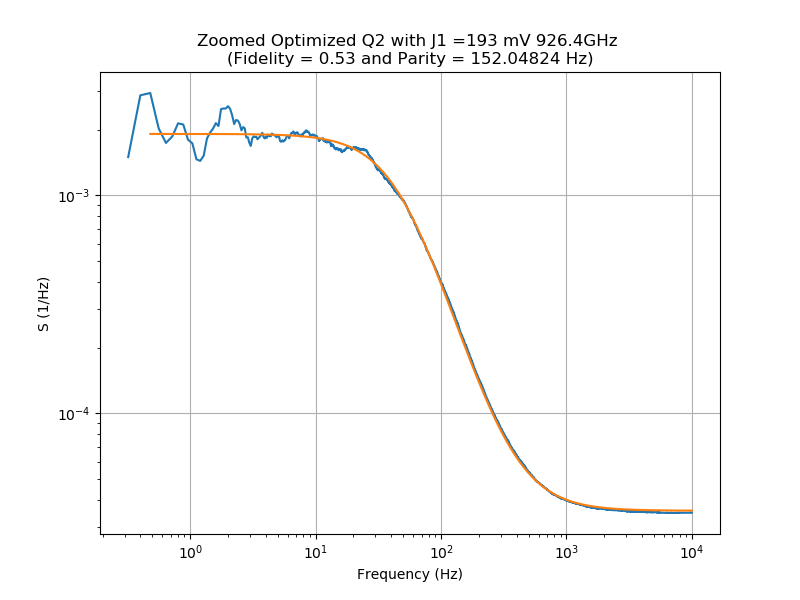 Zoomed Optimized Q2 with J1 =193 mV 926.4GHz
(Fidelity = 0.53 and Parity = 152.04824 Hz)
S (1/Hz)
10⁻³
10⁻⁴
10⁰ 10¹ 10² 10³ 10⁴
Frequency (Hz)